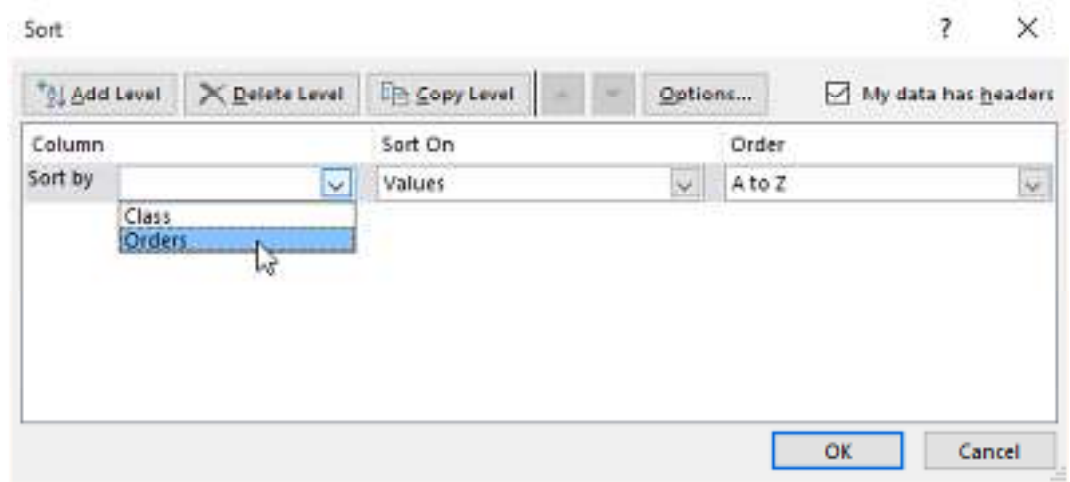 Sort ?
Add Level Delete Level Copy Level Options... My data has headers
Column Sort On Order
Sort by Values A to Z
Class
Orders
OK Cancel